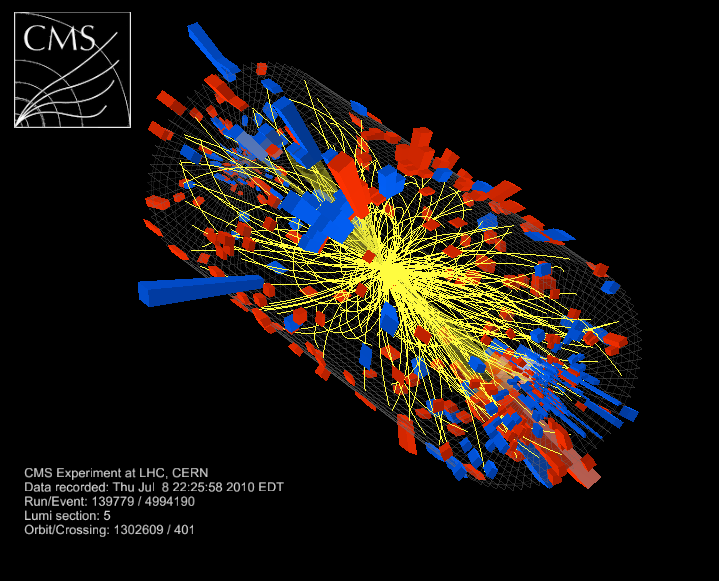 CMS
CMS Experiment at LHC, CERN
Data recorded: Thu Jul 8 22:25:58 2010 EDT
Run/Event: 139779 / 4994190
Lumi section: 5
Orbit/Crossing: 1302609 / 401